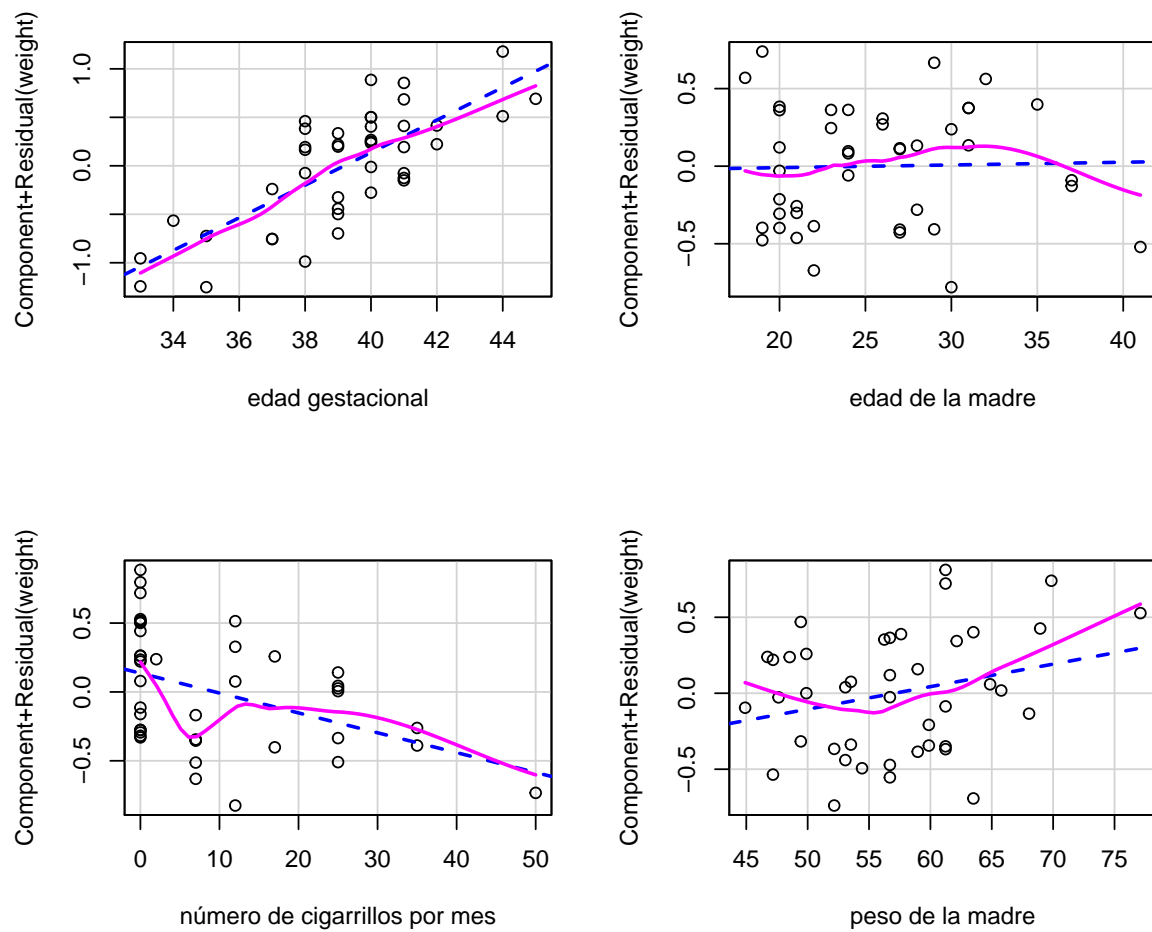 Component+Residual(weight)
1.0
0.0
−1.0
34 36 38 40 42 44
edad gestacional
Component+Residual(weight)
0.5
0.0
−0.5
20 25 30 35 40
edad de la madre
Component+Residual(weight)
0.5
0.0
−0.5
0 10 20 30 40 50
número de cigarrillos por mes
Component+Residual(weight)
0.5
0.0
−0.5
45 50 55 60 65 70 75
peso de la madre